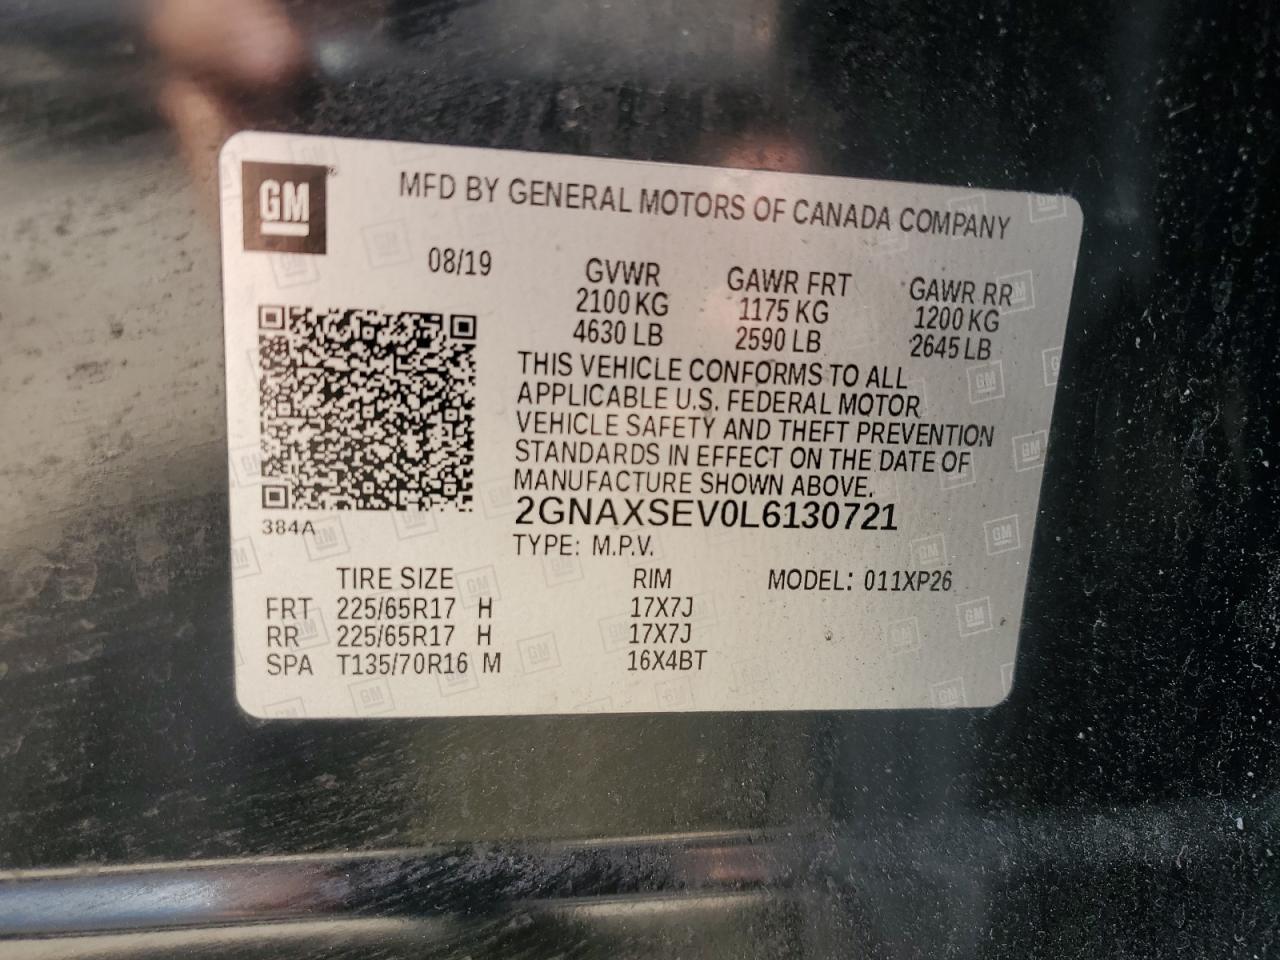 GM
MFD BY GENERAL MOTORS OF CANADA COMPANY
08/19
GVWR GAWR FRT GAWR RR
2100 KG 1175 KG 1200 KG
4630 LB 2590 LB 2645 LB
THIS VEHICLE CONFORMS TO ALL
APPLICABLE U.S. FEDERAL MOTOR
VEHICLE SAFETY AND THEFT PREVENTION
STANDARDS IN EFFECT ON THE DATE OF
MANUFACTURE SHOWN ABOVE.
2GNAXSEV0L6130721
384A
TYPE: M.P.V.
TIRE SIZE RIM MODEL: 011XP26
FRT 225/65R17 H 17X7J
RR 225/65R17 H 17X7J
SPA T135/70R16 M 16X4BT